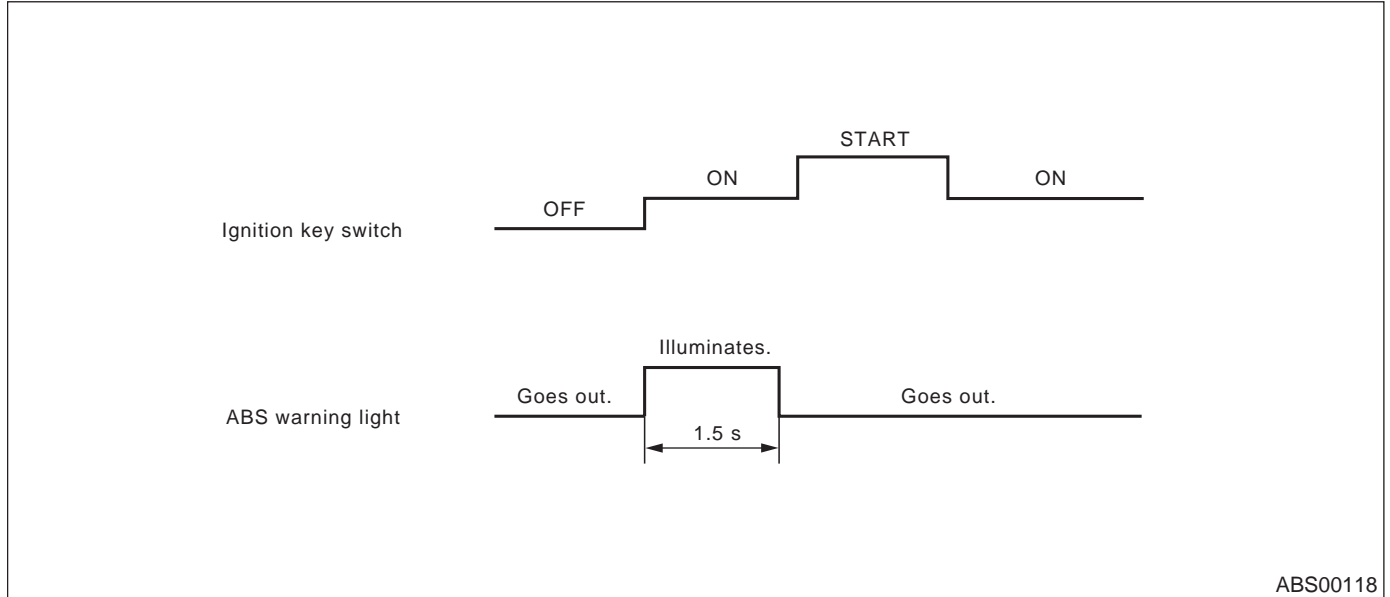 START
ON
ON
OFF
Ignition key switch
Illuminates.
Goes out.
Goes out.
ABS warning light
1.5 s
ABS00118